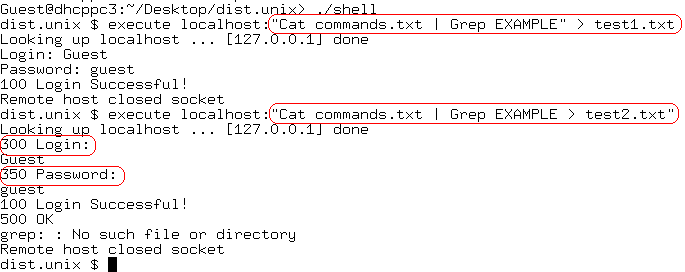 Guest@dhcppc3:~/Desktop/dist.unix> ./shell
dist.unix $ execute localhost:"Cat commands.txt | Grep EXAMPLE" > test1.txt
Looking up localhost ... [127.0.0.1] done
Login: Guest
Password: guest
100 Login Successful!
Remote host closed socket
dist.unix $ execute localhost:"Cat commands.txt | Grep EXAMPLE > test2.txt"
Looking up localhost ... [127.0.0.1] done
300 Login:
Guest
350 Password:
guest
100 Login Successful!
500 OK
grep: : No such file or directory
Remote host closed socket
dist.unix $